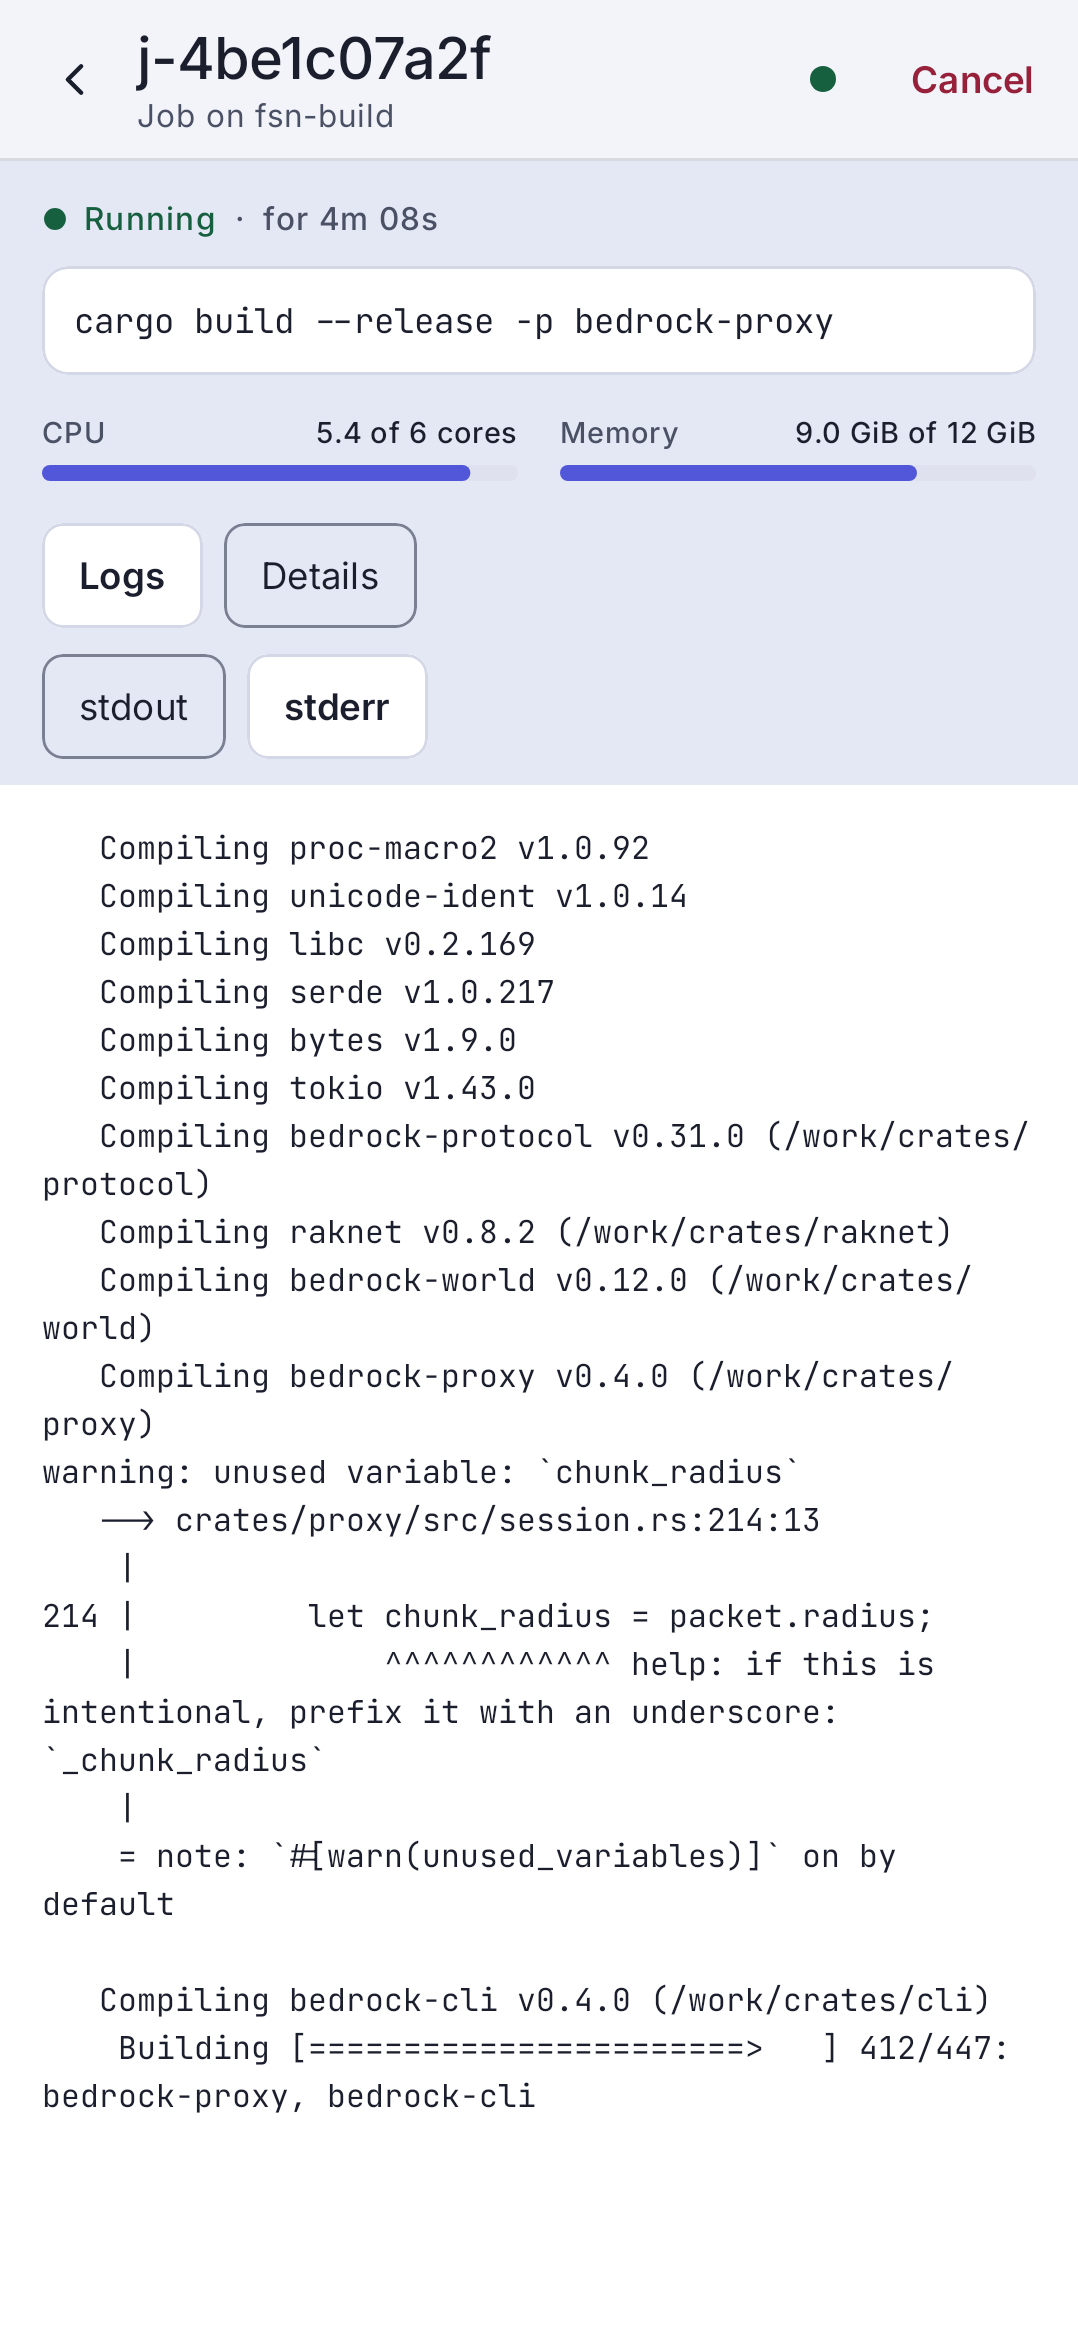 j-4be1c07a2f
Job on fsn-build
Cancel
Running · for 4m 08s
cargo build --release -p bedrock-proxy
CPU 5.4 of 6 cores
Memory 9.0 GiB of 12 GiB
Logs Details
stdout stderr
   Compiling proc-macro2 v1.0.92
   Compiling unicode-ident v1.0.14
   Compiling libc v0.2.169
   Compiling serde v1.0.217
   Compiling bytes v1.9.0
   Compiling tokio v1.43.0
   Compiling bedrock-protocol v0.31.0 (/work/crates/
protocol)
   Compiling raknet v0.8.2 (/work/crates/raknet)
   Compiling bedrock-world v0.12.0 (/work/crates/
world)
   Compiling bedrock-proxy v0.4.0 (/work/crates/
proxy)
warning: unused variable: `chunk_radius`
   --> crates/proxy/src/session.rs:214:13
    |
214 |         let chunk_radius = packet.radius;
    |             ^^^^^^^^^^^^ help: if this is
intentional, prefix it with an underscore:
`_chunk_radius`
    |
    = note: `#[warn(unused_variables)]` on by
default

   Compiling bedrock-cli v0.4.0 (/work/crates/cli)
    Building [=======================>   ] 412/447:
bedrock-proxy, bedrock-cli